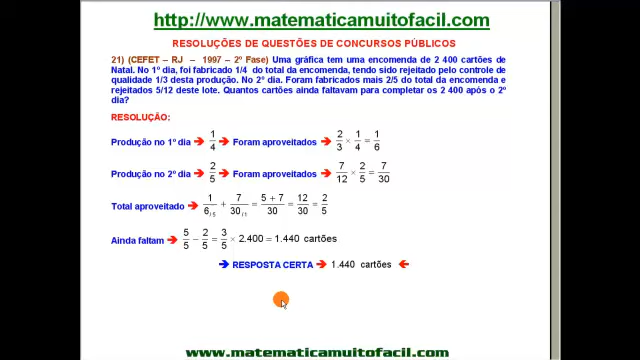 http://www.matematicamuitofacil.com
RESOLUÇÕES DE QUESTÕES DE CONCURSOS PÚBLICOS
21) (CEFET – RJ – 1997 – 2º Fase) Uma gráfica tem uma encomenda de 2 400 cartões de
Natal. No 1º dia, foi fabricado 1/4 do total da encomenda, tendo sido rejeitado pelo controle de
qualidade 1/3 desta produção. No 2º dia. Foram fabricados mais 2/5 do total da encomenda e
rejeitados 5/12 deste lote. Quantos cartões ainda faltavam para completar os 2 400 após o 2º
dia?
RESOLUÇÃO:
Produção no 1º dia ➔ 1/4 ➔ Foram aproveitados ➔ 2/3 × 1/4 = 1/6
Produção no 2º dia ➔ 2/5 ➔ Foram aproveitados ➔ 7/12 × 2/5 = 7/30
Total aproveitado ➔ 1/6/5 + 7/30/1 = 5 + 7/30 = 12/30 = 2/5
Ainda faltam ➔ 5/5 − 2/5 = 3/5 × 2.400 = 1.440 cartões
➔ RESPOSTA CERTA ➔ 1.440 cartões ←
www.matematicamuitofacil.com